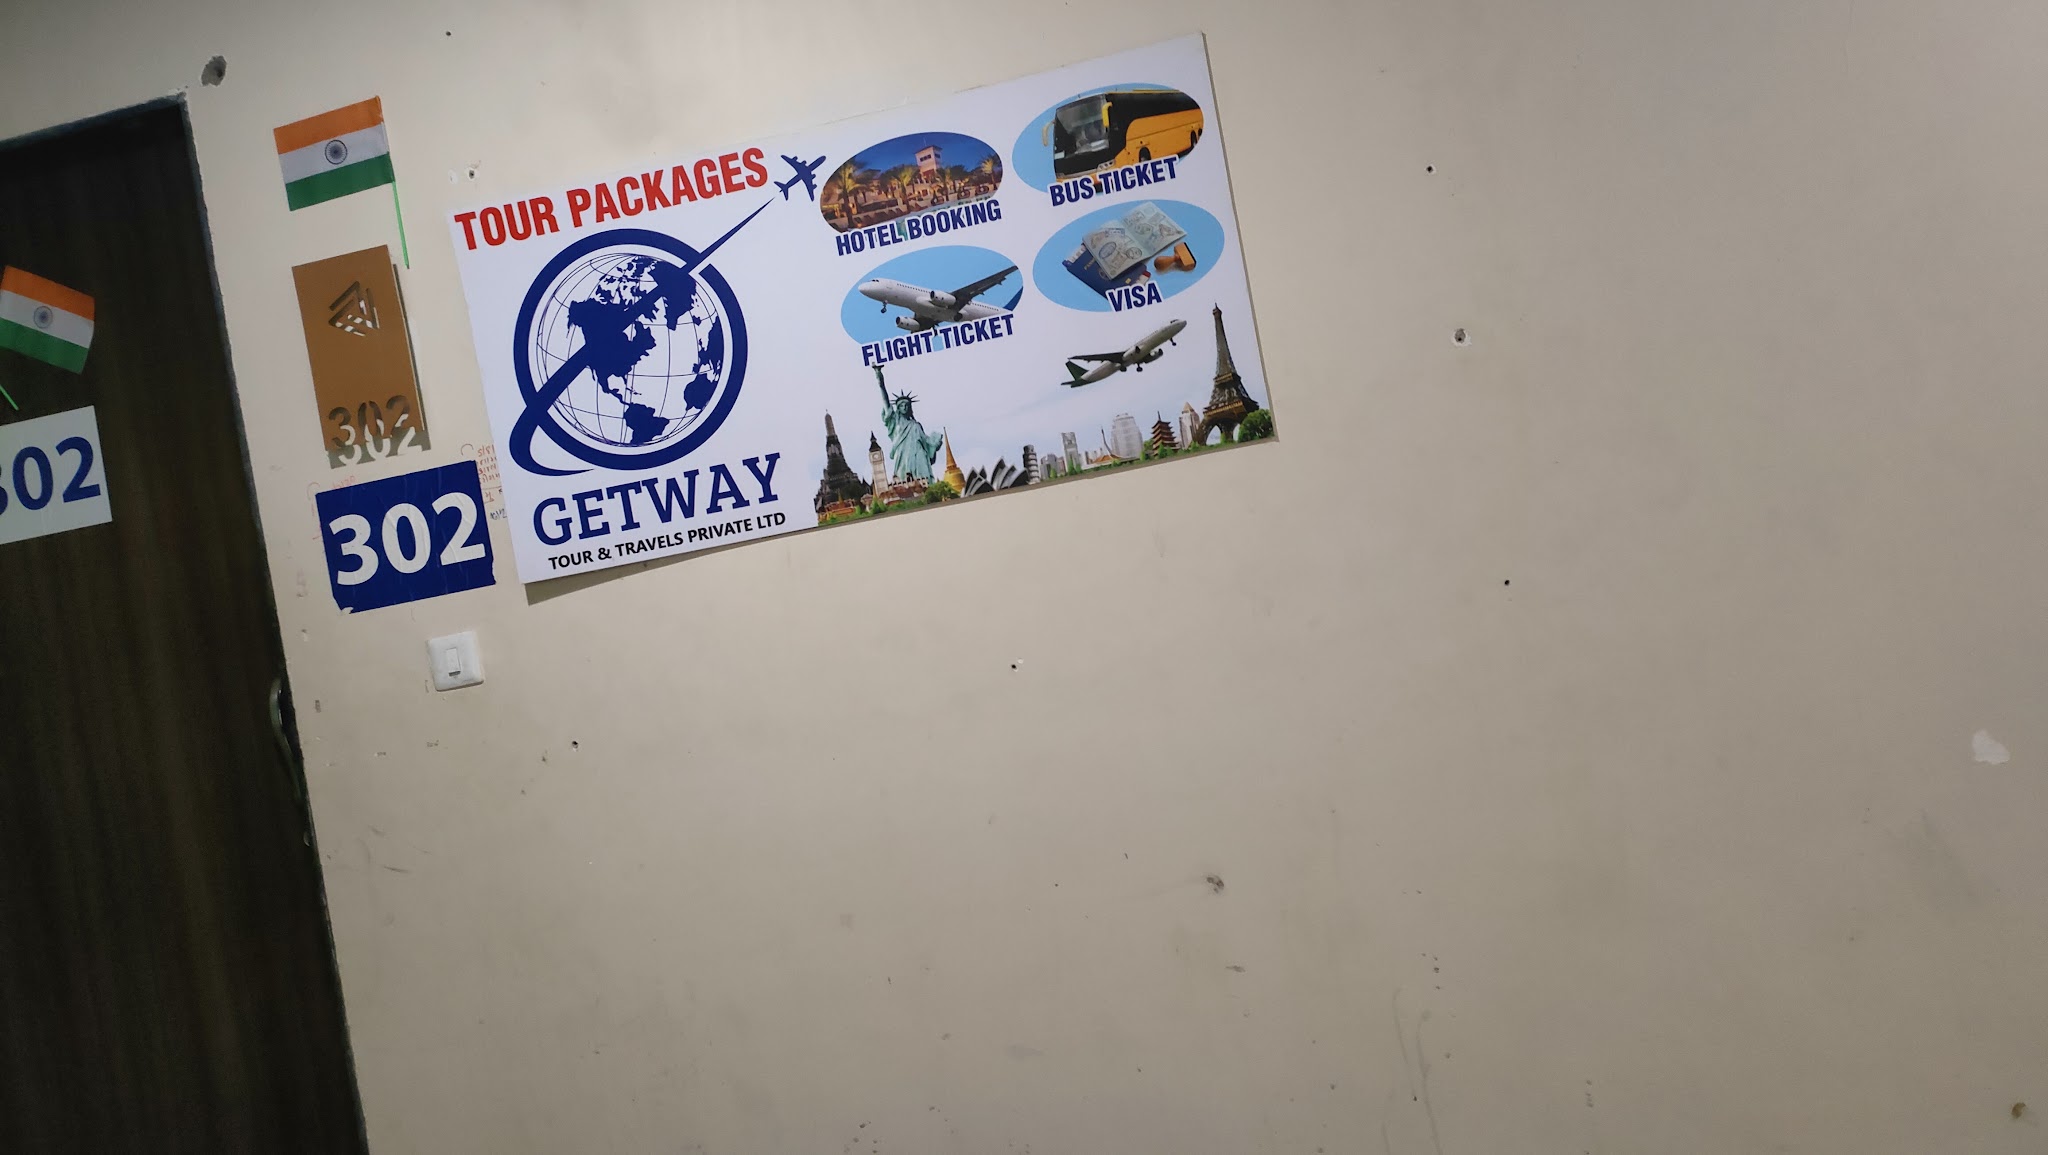 TOUR PACKAGES
HOTEL BOOKING
BUS TICKET
FLIGHT TICKET
VISA
GETWAY
TOUR & TRAVELS PRIVATE LTD
302
302
302